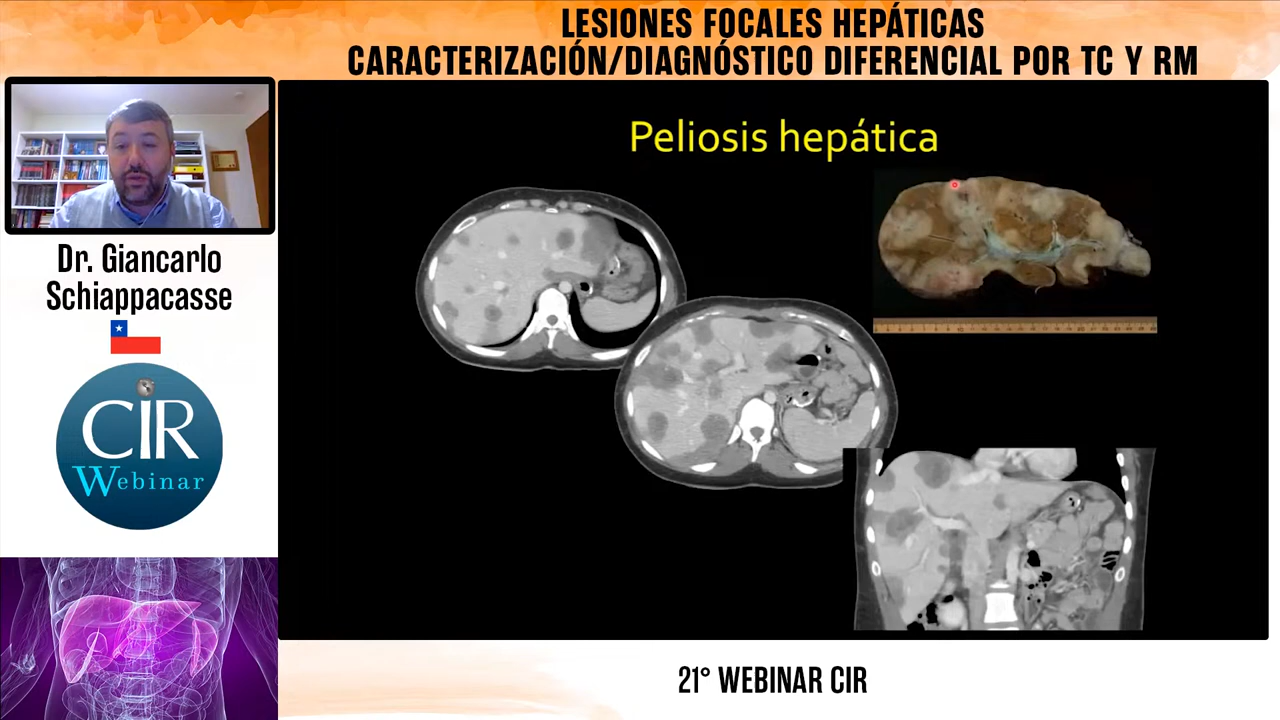 LESIONES FOCALES HEPÁTICAS
CARACTERIZACIÓN/DIAGNÓSTICO DIFERENCIAL POR TC Y RM
Peliosis hepática
Dr. Giancarlo
Schiappacasse
CIR
Webinar
21° WEBINAR CIR